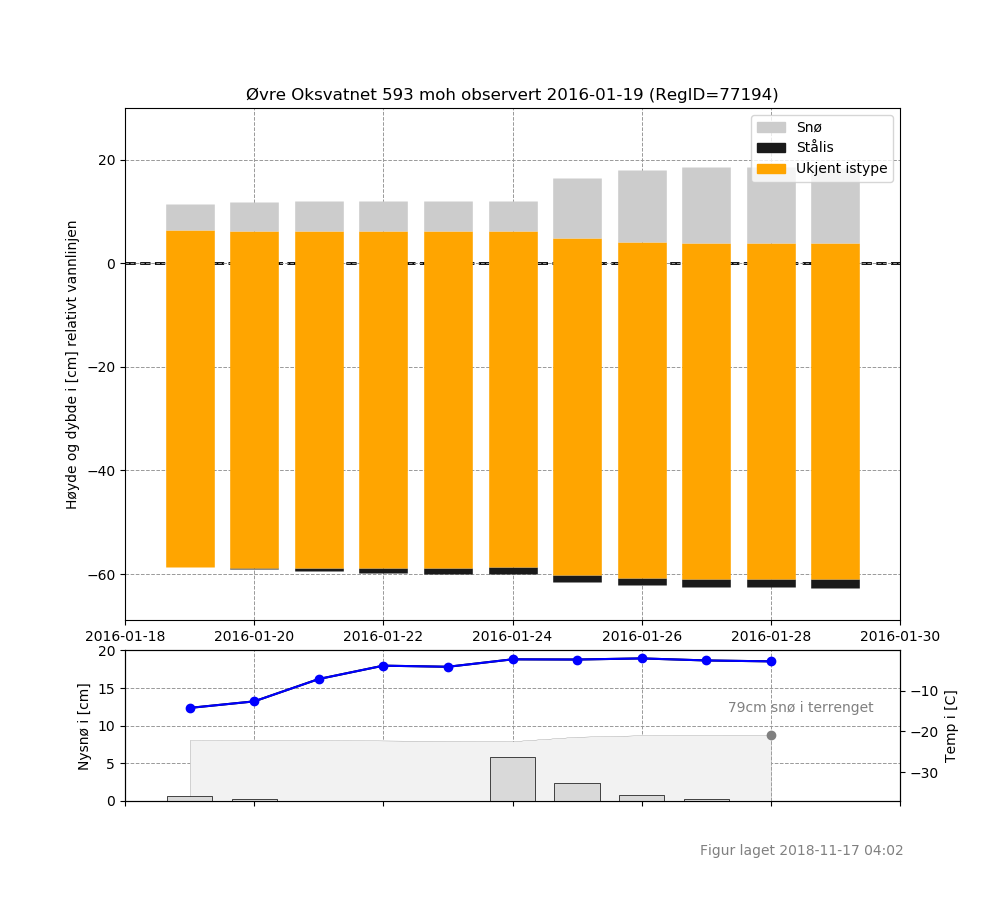 Øvre Oksvatnet 593 moh observert 2016-01-19 (RegID=77194)
Snø
Stålis
Ukjent istype
Høyde og dybde i [cm] relativt vannlinjen
20
0
−20
−40
−60
2016-01-18 2016-01-20 2016-01-22 2016-01-24 2016-01-26 2016-01-28 2016-01-30
Nysnø i [cm]
20
15
10
5
0
79cm snø i terrenget
−10
−20
−30
Temp i [C]
Figur laget 2018-11-17 04:02